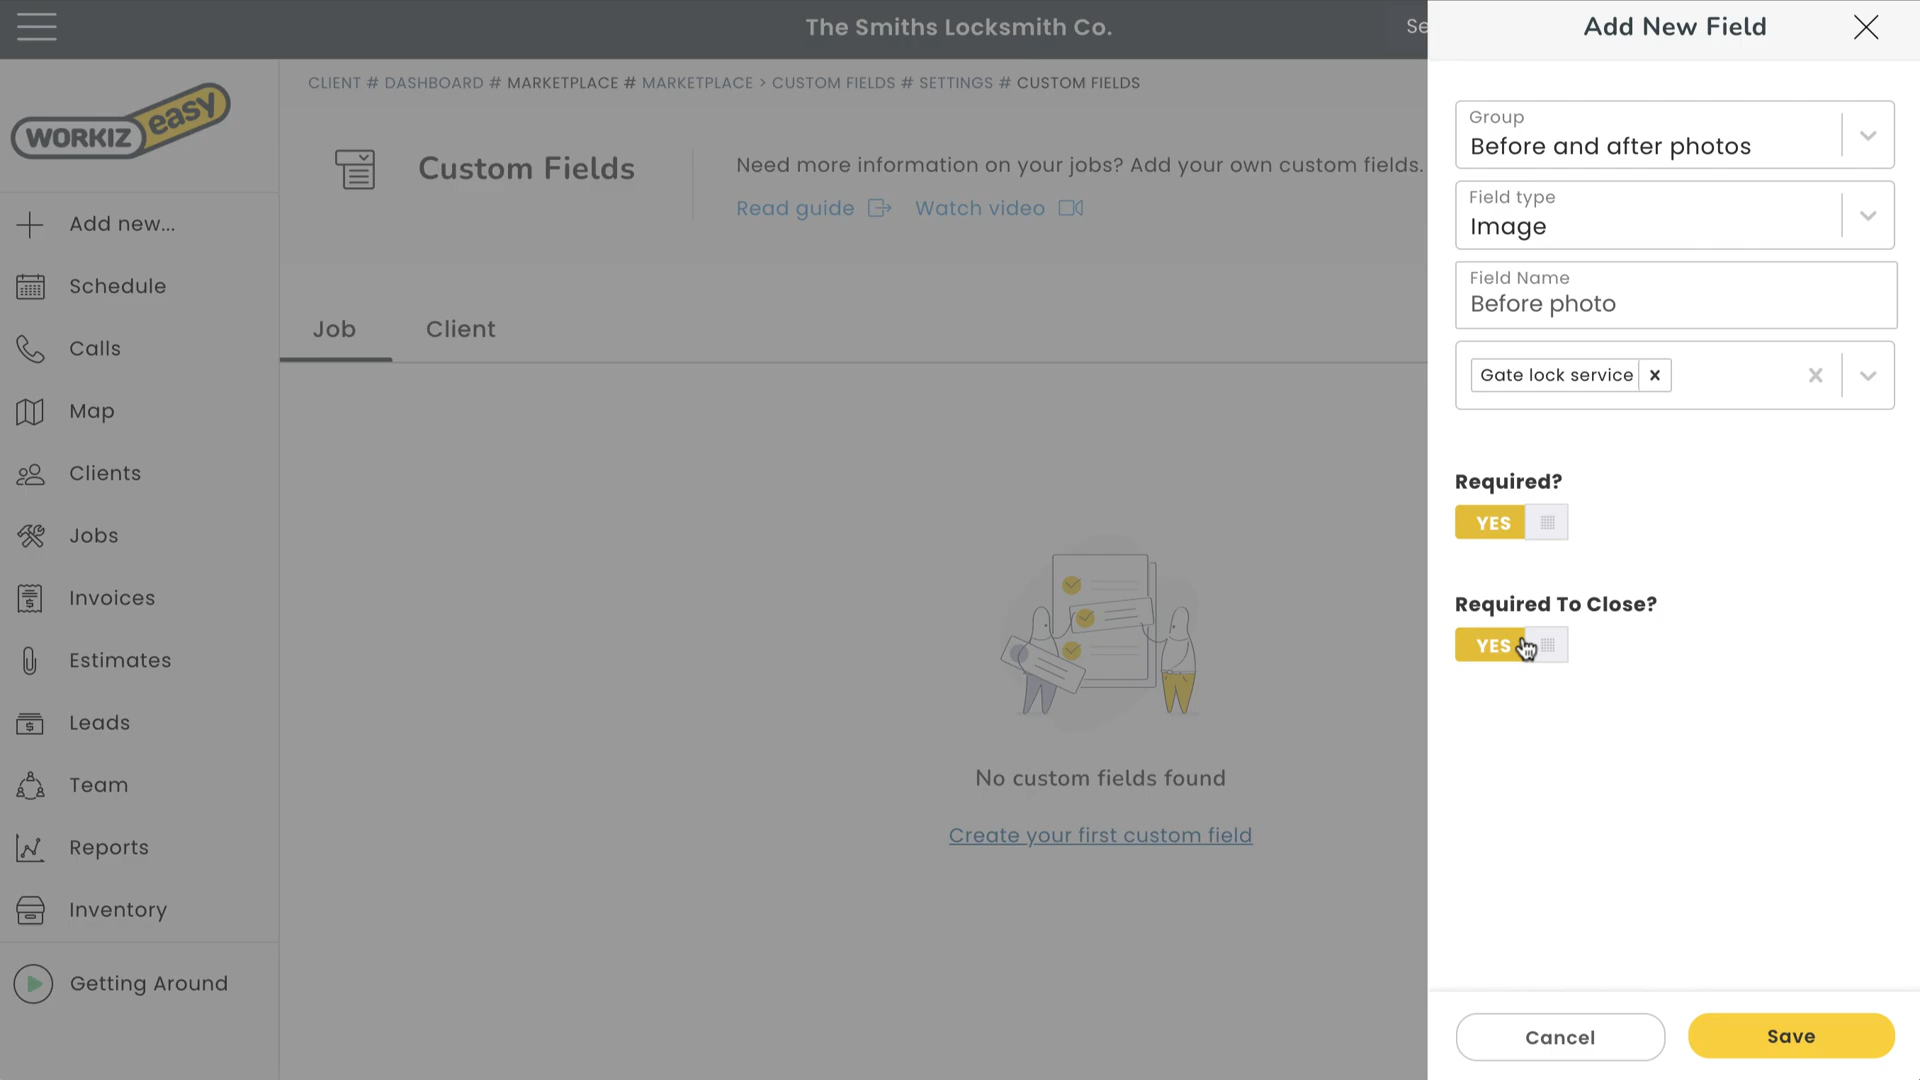 The Smiths Locksmith Co.
Se
Add New Field
WORKIZ easy
CLIENT # DASHBOARD # MARKETPLACE # MARKETPLACE > CUSTOM FIELDS # SETTINGS # CUSTOM FIELDS
Custom Fields
Need more information on your jobs? Add your own custom fields.
Read guide
Watch video
Job
Client
Add new...
Schedule
Calls
Map
Clients
Jobs
Invoices
Estimates
Leads
Team
Reports
Inventory
Getting Around
No custom fields found
Create your first custom field
Group
Before and after photos
Field type
Image
Field Name
Before photo
Gate lock service
Required?
YES
Required To Close?
YES
Cancel
Save